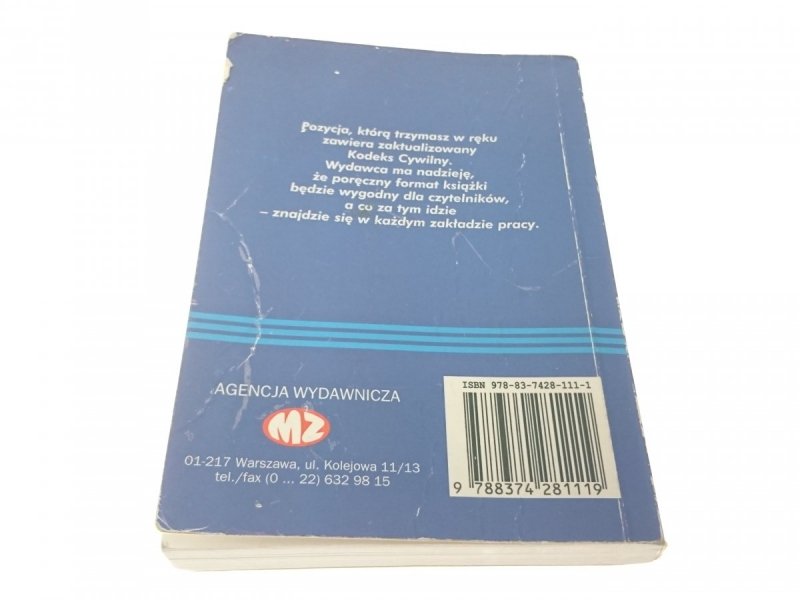 Pozycja, którą trzymasz w ręku
zawiera zaktualizowany
Kodeks Cywilny.
Wydawca ma nadzieję,
że poręczny format książki
będzie wygodny dla czytelników,
a co za tym idzie
– znajdzie się w każdym zakładzie pracy.
AGENCJA WYDAWNICZA
MZ
01-217 Warszawa, ul. Kolejowa 11/13
tel./fax (0 ... 22) 632 98 15
ISBN 978-83-7428-111-1
9 788374 281119